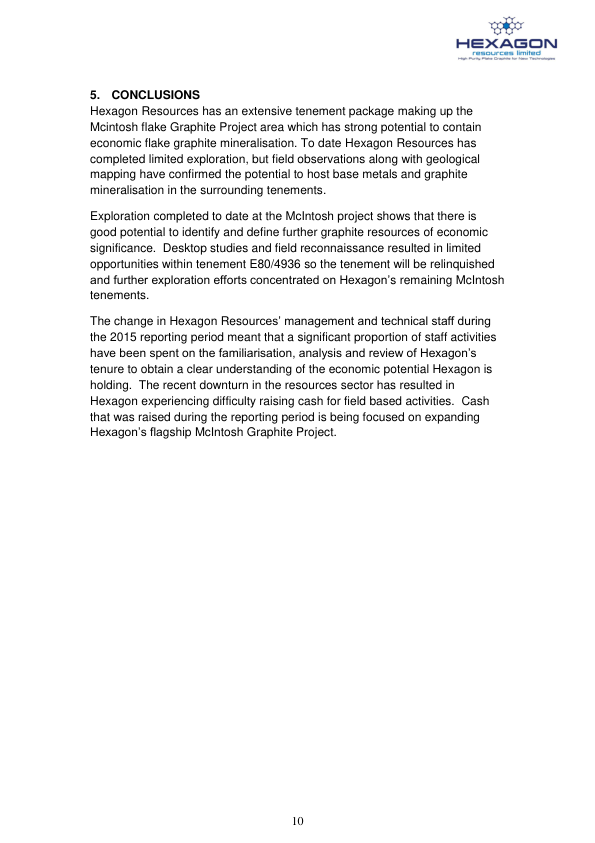 HEXAGON
resources limited
High Purity Flake Graphite for New Technologies
5. CONCLUSIONS
Hexagon Resources has an extensive tenement package making up the
Mcintosh flake Graphite Project area which has strong potential to contain
economic flake graphite mineralisation. To date Hexagon Resources has
completed limited exploration, but field observations along with geological
mapping have confirmed the potential to host base metals and graphite
mineralisation in the surrounding tenements.
Exploration completed to date at the McIntosh project shows that there is
good potential to identify and define further graphite resources of economic
significance.  Desktop studies and field reconnaissance resulted in limited
opportunities within tenement E80/4936 so the tenement will be relinquished
and further exploration efforts concentrated on Hexagon's remaining McIntosh
tenements.
The change in Hexagon Resources' management and technical staff during
the 2015 reporting period meant that a significant proportion of staff activities
have been spent on the familiarisation, analysis and review of Hexagon's
tenure to obtain a clear understanding of the economic potential Hexagon is
holding.  The recent downturn in the resources sector has resulted in
Hexagon experiencing difficulty raising cash for field based activities.  Cash
that was raised during the reporting period is being focused on expanding
Hexagon's flagship McIntosh Graphite Project.
10